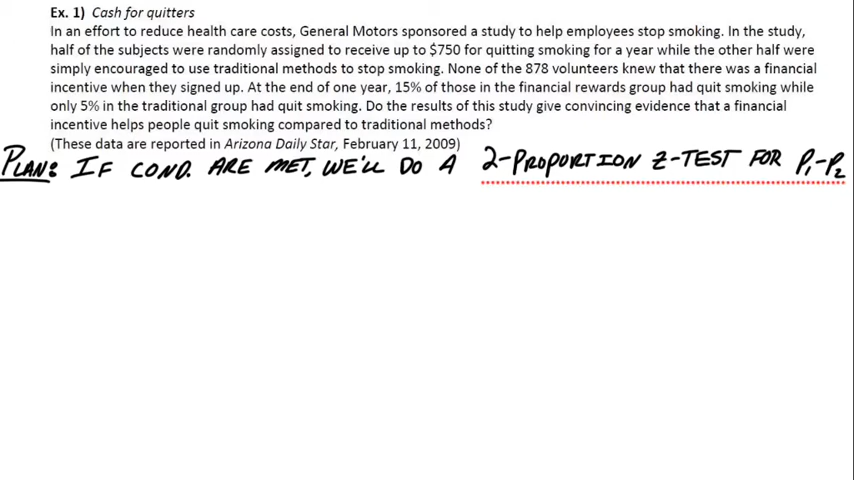 Ex. 1) Cash for quitters
In an effort to reduce health care costs, General Motors sponsored a study to help employees stop smoking. In the study,
half of the subjects were randomly assigned to receive up to $750 for quitting smoking for a year while the other half were
simply encouraged to use traditional methods to stop smoking. None of the 878 volunteers knew that there was a financial
incentive when they signed up. At the end of one year, 15% of those in the financial rewards group had quit smoking while
only 5% in the traditional group had quit smoking. Do the results of this study give convincing evidence that a financial
incentive helps people quit smoking compared to traditional methods?
(These data are reported in Arizona Daily Star, February 11, 2009)
PLAN: IF COND. ARE MET, WE'LL DO A 2-PROPORTION Z-TEST FOR P₁-P₂